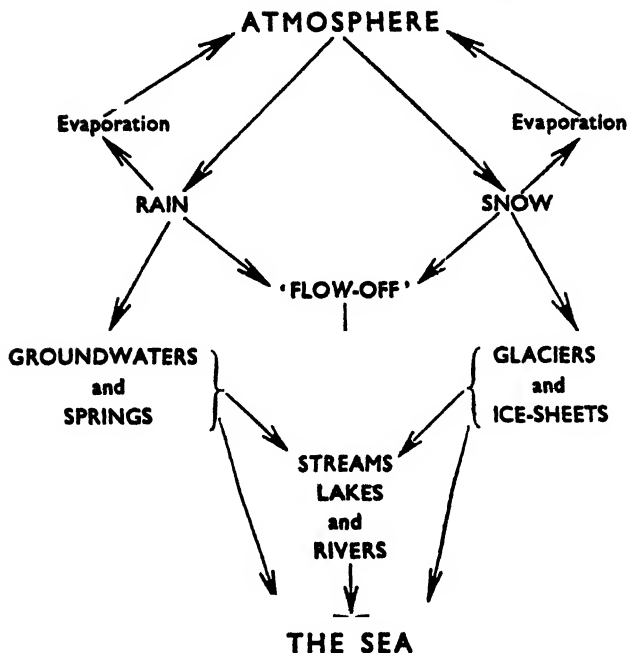 ATMOSPHERE
Evaporation
Evaporation
RAIN
SNOW
'FLOW-OFF'
GROUNDWATERS
and
SPRINGS
GLACIERS
and
ICE-SHEETS
STREAMS
LAKES
and
RIVERS
THE SEA